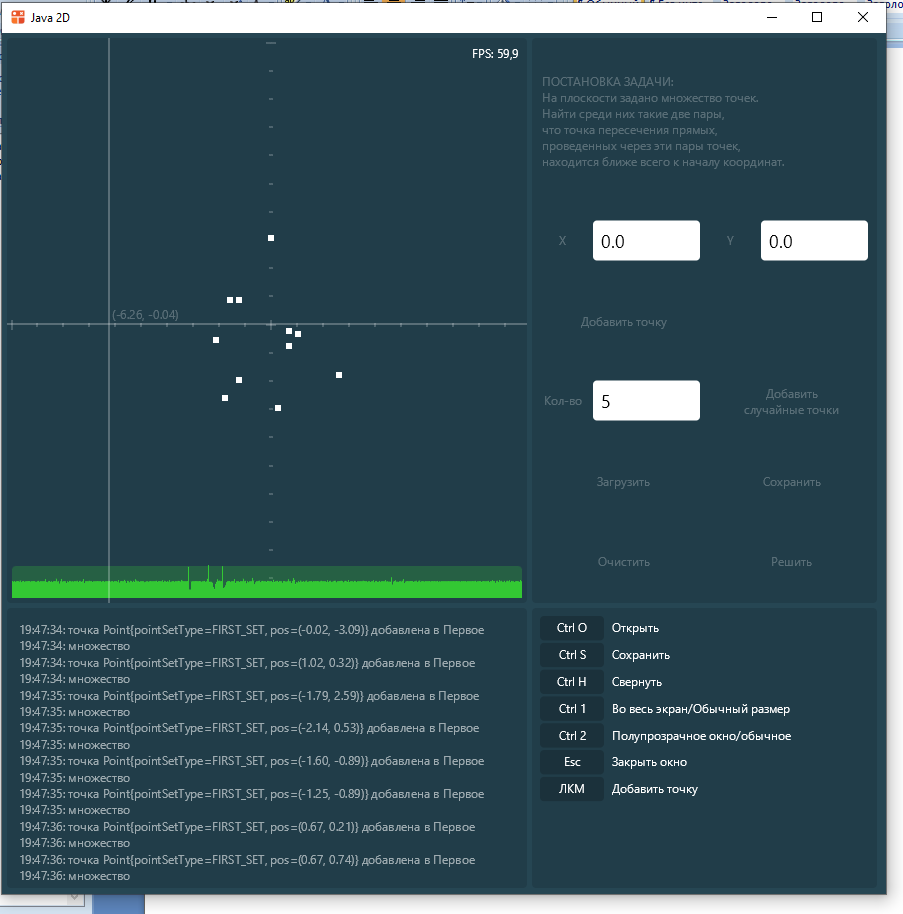 Java 2D
FPS: 59,9
(-6.26, -0.04)
ПОСТАНОВКА ЗАДАЧИ:
На плоскости задано множество точек.
Найти среди них такие две пары,
что точка пересечения прямых,
проведенных через эти пары точек,
находится ближе всего к началу координат.
X 0.0 Y 0.0
Добавить точку
Кол-во 5 Добавить
случайные точки
Загрузить Сохранить
Очистить Решить
19:47:34: точка Point{pointSetType=FIRST_SET, pos=(-0.02, -3.09)} добавлена в Первое
19:47:34: множество
19:47:34: точка Point{pointSetType=FIRST_SET, pos=(1.02, 0.32)} добавлена в Первое
19:47:34: множество
19:47:35: точка Point{pointSetType=FIRST_SET, pos=(-1.79, 2.59)} добавлена в Первое
19:47:35: множество
19:47:35: точка Point{pointSetType=FIRST_SET, pos=(-2.14, 0.53)} добавлена в Первое
19:47:35: множество
19:47:35: точка Point{pointSetType=FIRST_SET, pos=(-1.60, -0.89)} добавлена в Первое
19:47:35: множество
19:47:35: точка Point{pointSetType=FIRST_SET, pos=(-1.25, -0.89)} добавлена в Первое
19:47:35: множество
19:47:36: точка Point{pointSetType=FIRST_SET, pos=(0.67, 0.21)} добавлена в Первое
19:47:36: множество
19:47:36: точка Point{pointSetType=FIRST_SET, pos=(0.67, 0.74)} добавлена в Первое
19:47:36: множество
Ctrl O Открыть
Ctrl S Сохранить
Ctrl H Свернуть
Ctrl 1 Во весь экран/Обычный размер
Ctrl 2 Полупрозрачное окно/обычное
Esc Закрыть окно
ЛКМ Добавить точку